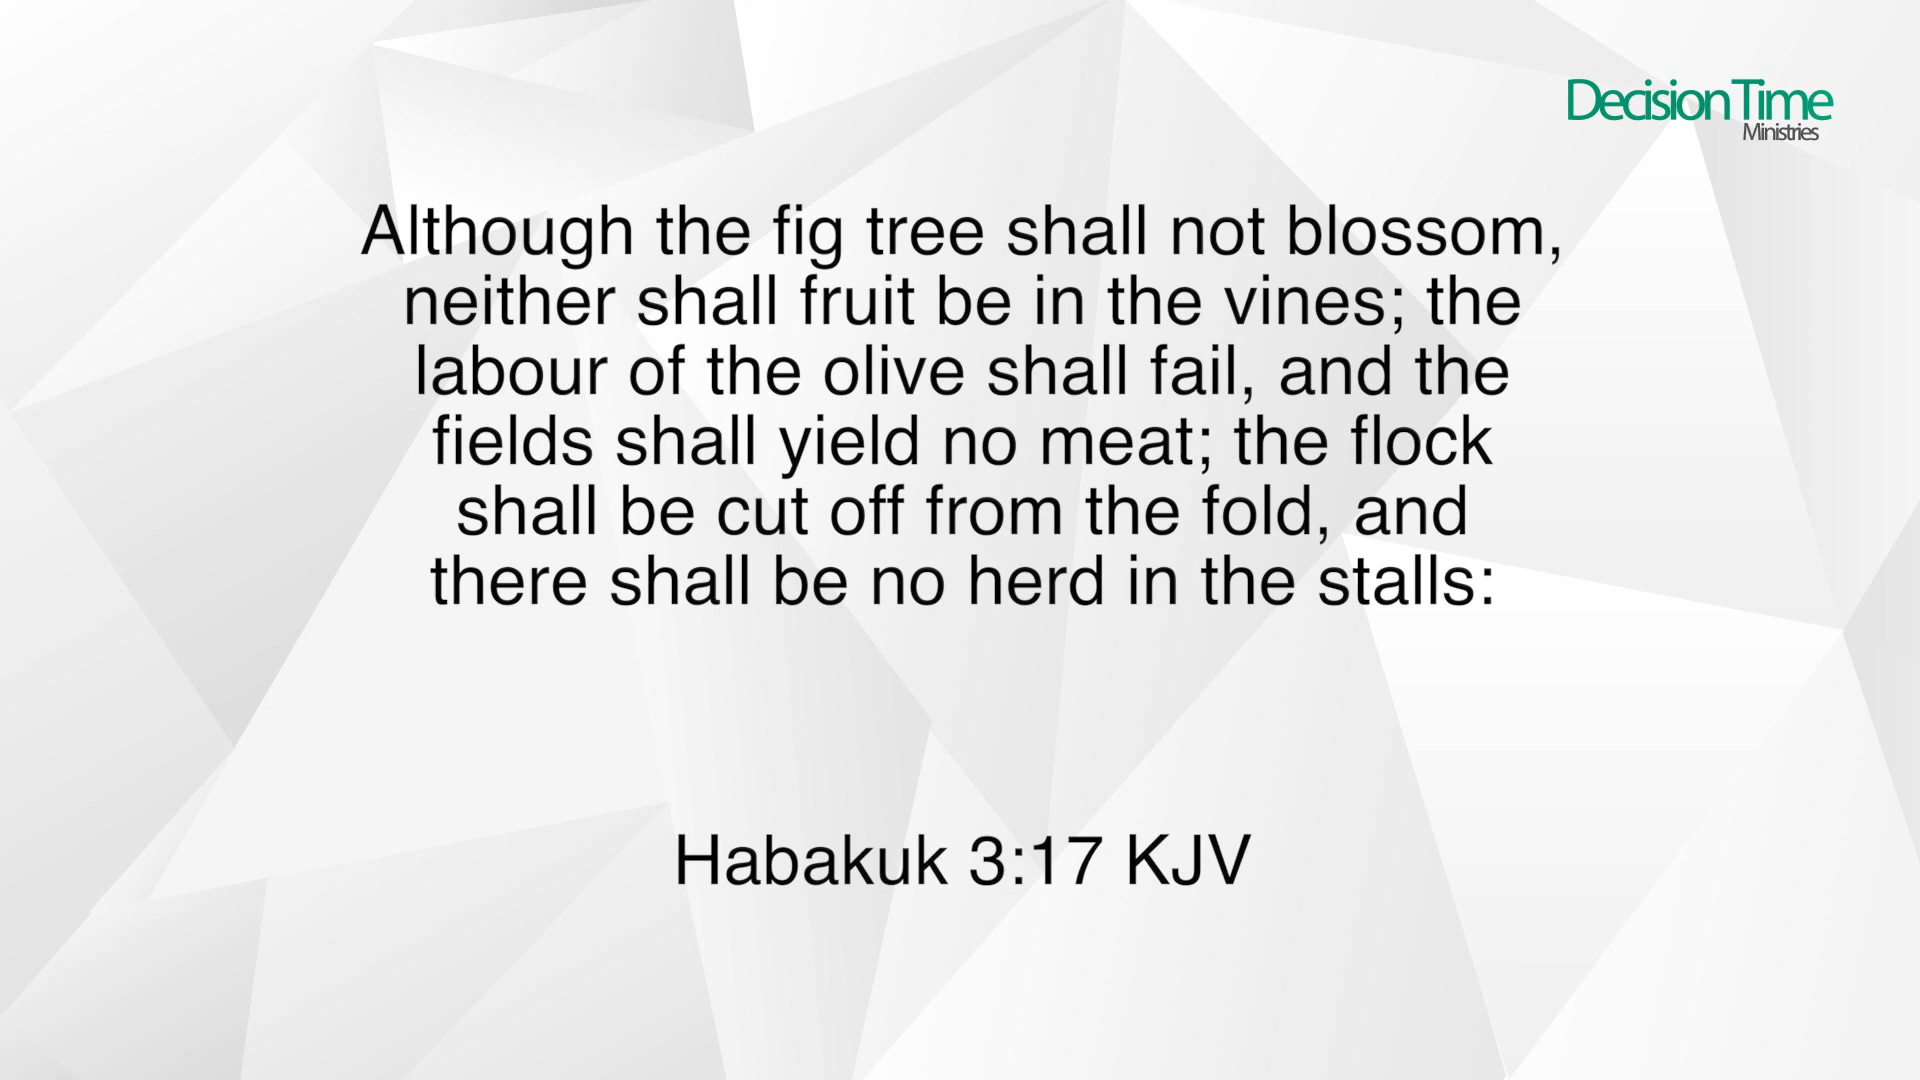 Decision Time
Ministries
Although the fig tree shall not blossom,
neither shall fruit be in the vines; the
labour of the olive shall fail, and the
fields shall yield no meat; the flock
shall be cut off from the fold, and
there shall be no herd in the stalls:
Habakuk 3:17 KJV